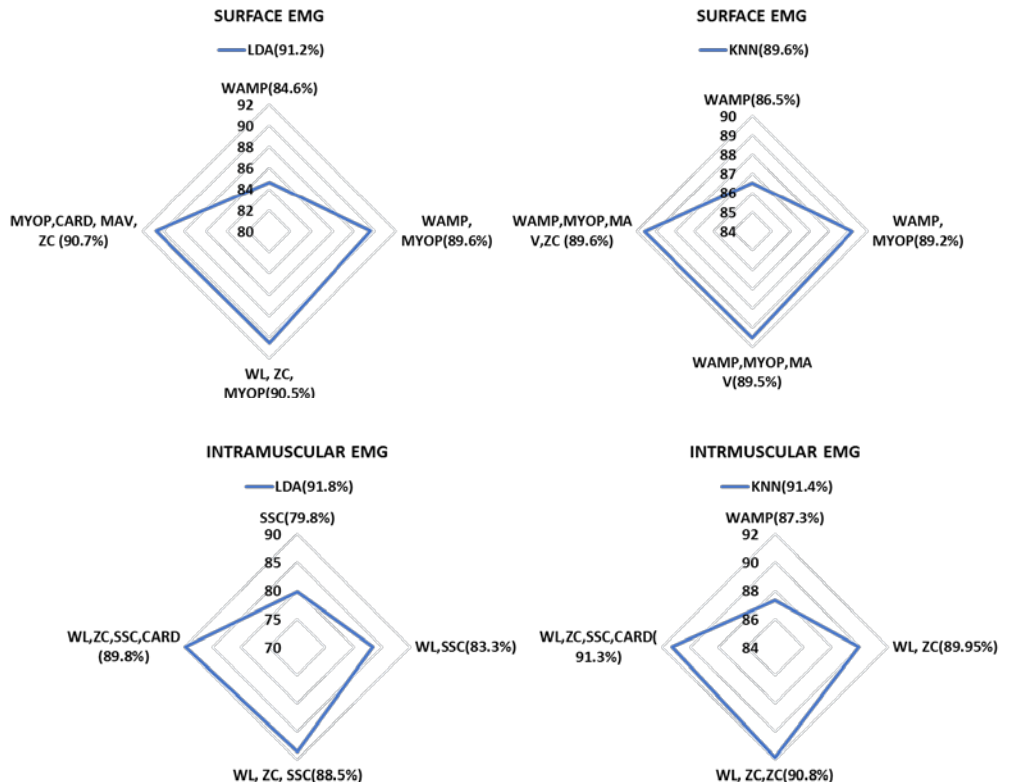 SURFACE EMG
LDA(91.2%)
WAMP(84.6%)
92
90
88
86
84
82
80
MYOP,CARD, MAV,
ZC (90.7%)
WAMP,
MYOP(89.6%)
WL, ZC,
MYOP(90.5%)
SURFACE EMG
KNN(89.6%)
WAMP(86.5%)
90
89
88
87
86
85
84
WAMP,MYOP,MA
V,ZC (89.6%)
WAMP,
MYOP(89.2%)
WAMP,MYOP,MA
V(89.5%)
INTRAMUSCULAR EMG
LDA(91.8%)
SSC(79.8%)
90
85
80
75
70
WL,ZC,SSC,CARD
(89.8%)
WL,SSC(83.3%)
WL, ZC, SSC(88.5%)
INTRMUSCULAR EMG
KNN(91.4%)
WAMP(87.3%)
92
90
88
86
84
WL,ZC,SSC,CARD(
91.3%)
WL, ZC(89.95%)
WL, ZC,ZC(90.8%)